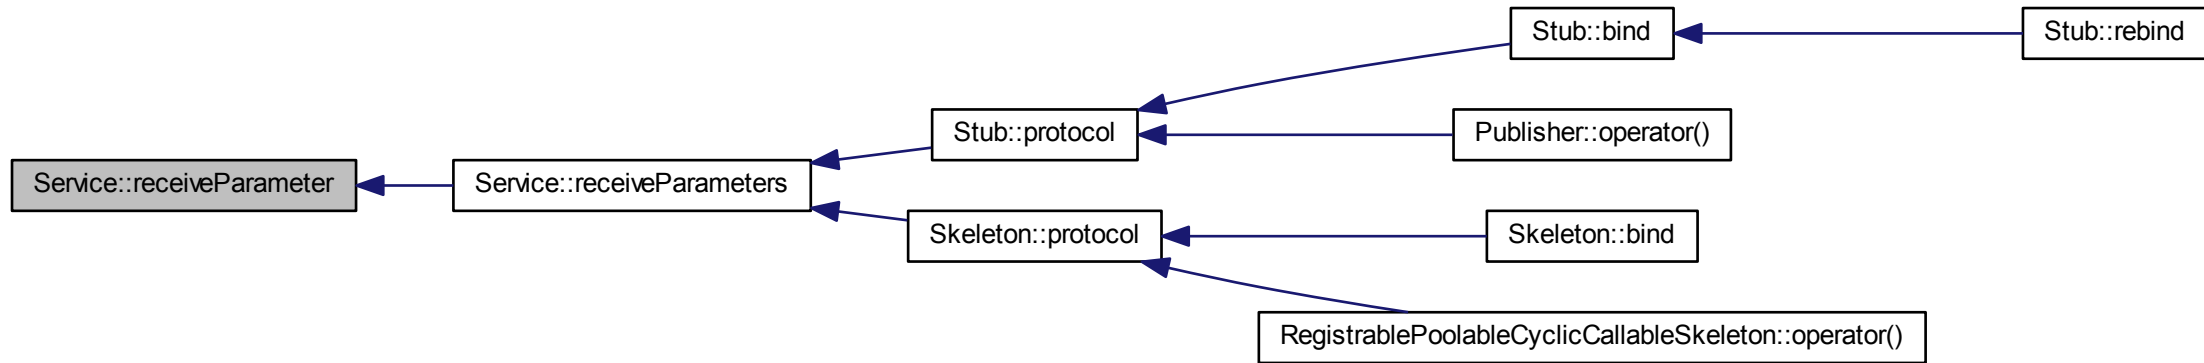 Stub::bind
Stub::rebind
Stub::protocol
Publisher::operator()
Service::receiveParameter
Service::receiveParameters
Skeleton::protocol
Skeleton::bind
RegistrablePoolableCyclicCallableSkeleton::operator()